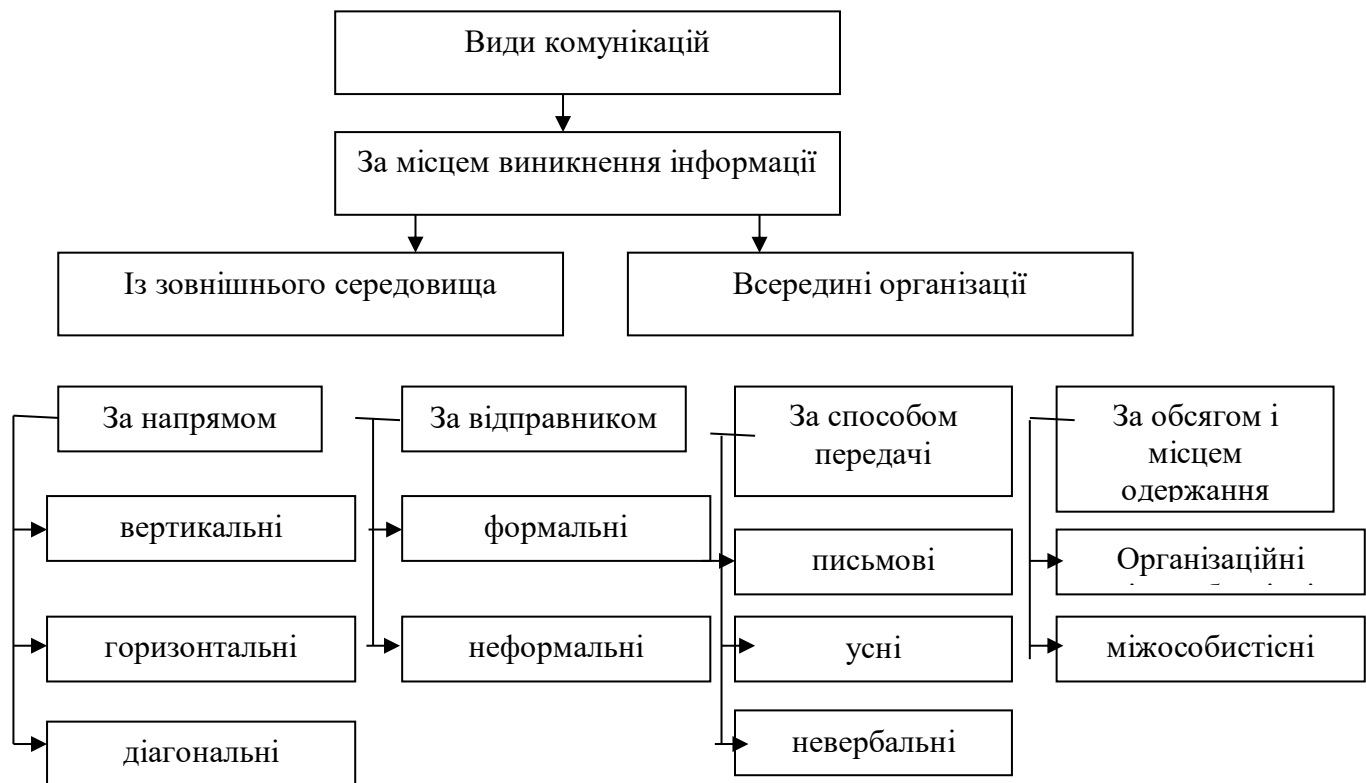 Види комунікацій
За місцем виникнення інформації
Із зовнішнього середовища
Всередині організації
За напрямом
вертикальні
горизонтальні
діагональні
За відправником
формальні
неформальні
За способом
передачі
письмові
усні
невербальні
За обсягом і
місцем
одержання
Організаційні
міжособистісні